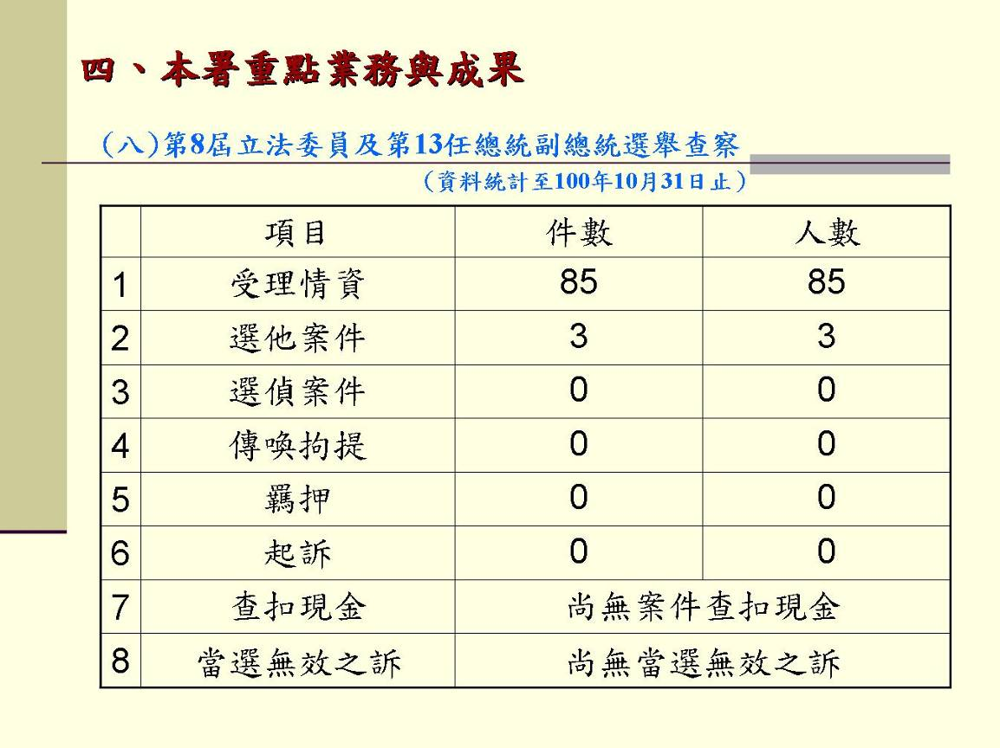 四、本署重點業務與成果
(八)第8屆立法委員及第13任總統副總統選舉查察
(資料統計至100年10月31日止)
項目 件數 人數
1 受理情資 85 85
2 選他案件 3 3
3 選偵案件 0 0
4 傳喚拘提 0 0
5 羈押 0 0
6 起訴 0 0
7 查扣現金 尚無案件查扣現金
8 當選無效之訴 尚無當選無效之訴